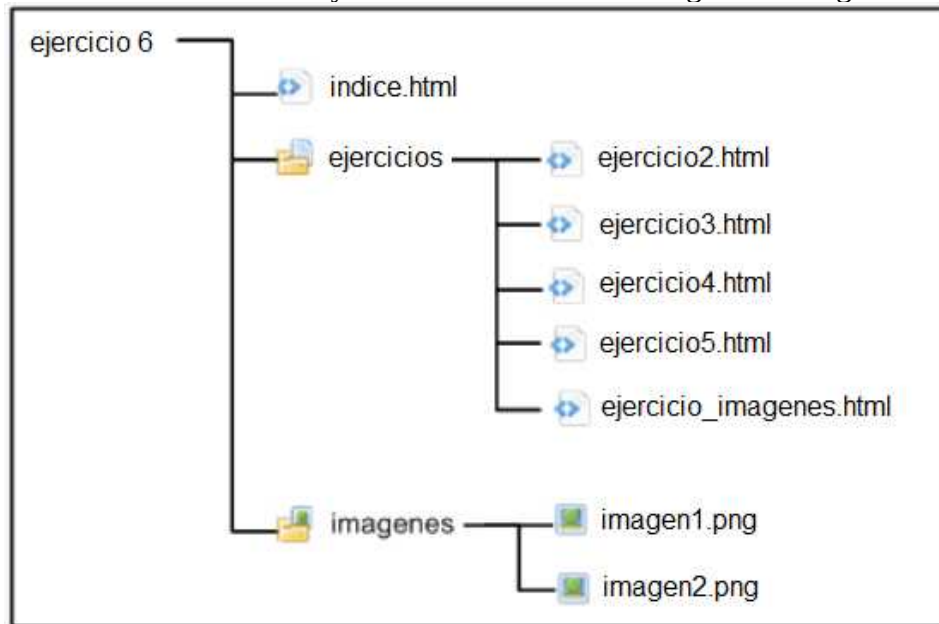 ejercicio 6
indice.html
ejercicios
ejercicio2.html
ejercicio3.html
ejercicio4.html
ejercicio5.html
ejercicio_imagenes.html
imagenes
imagen1.png
imagen2.png